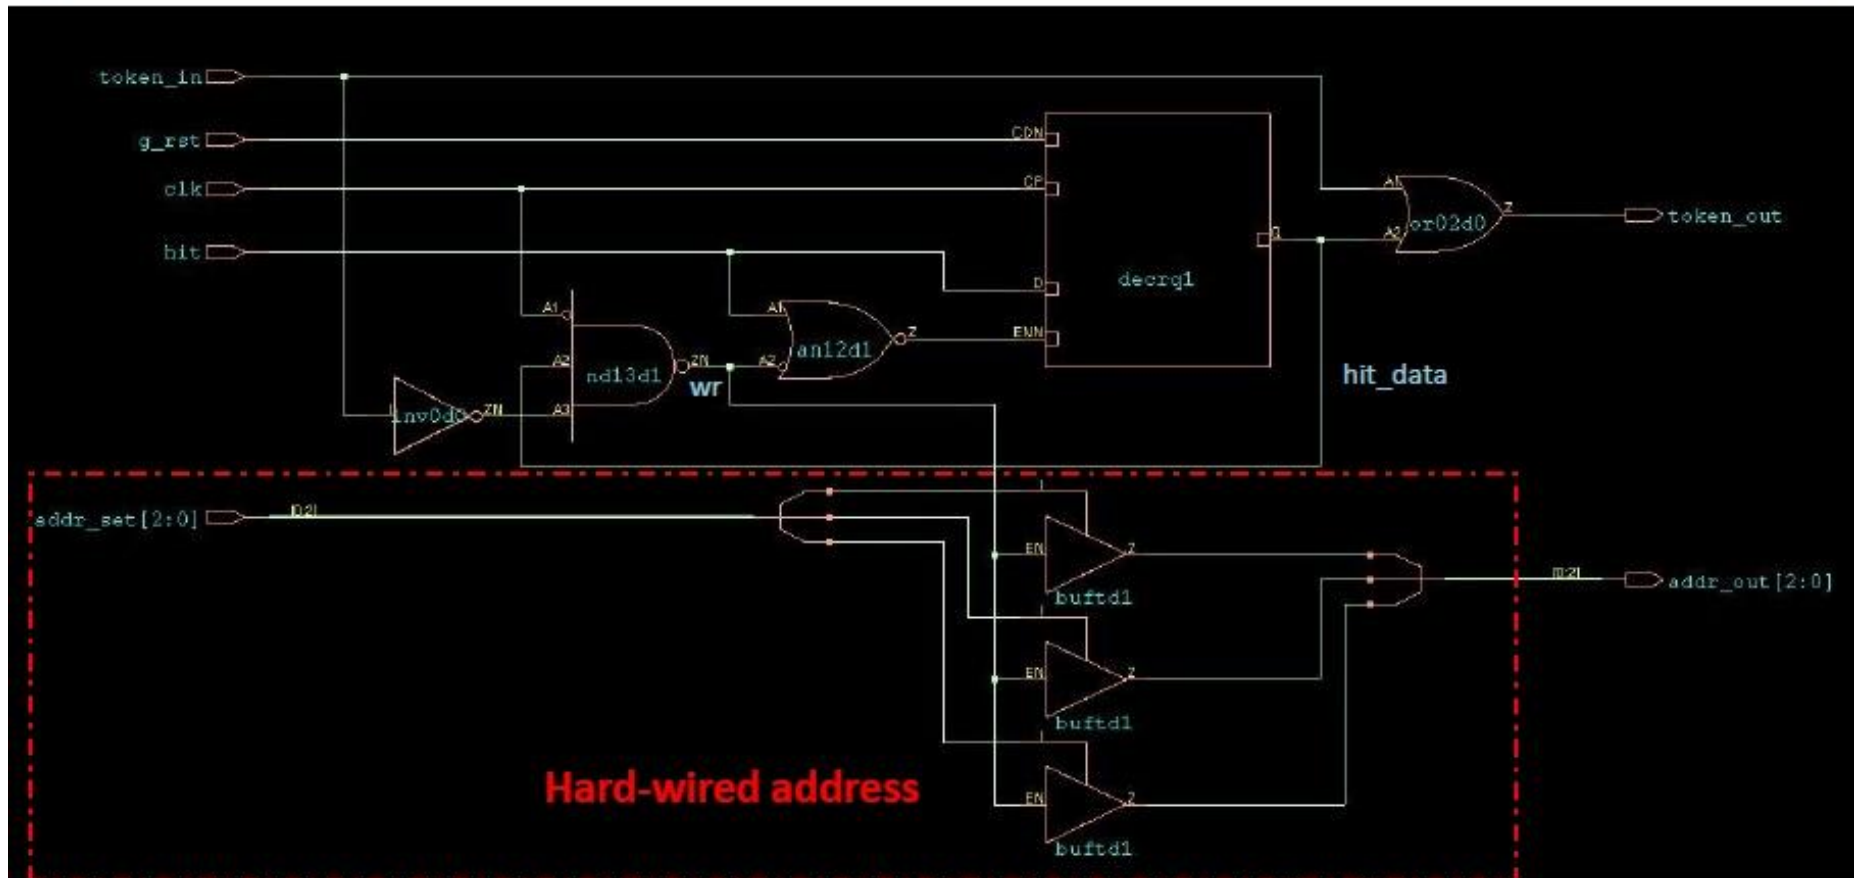 token_in
g_rst
clk
hit
CDN
CP
D
ENN
Q
decrq1
A1
A2
Z
or02d0
token_out
A1
A2
A3
ZN
nd13d1
wr
A1
A2
Z
an12d1
inv0d0
ZN
hit_data
addr_set[2:0]
[0:2]
EN
Z
buftd1
EN
Z
buftd1
EN
Z
buftd1
[0:2]
addr_out[2:0]
Hard-wired address